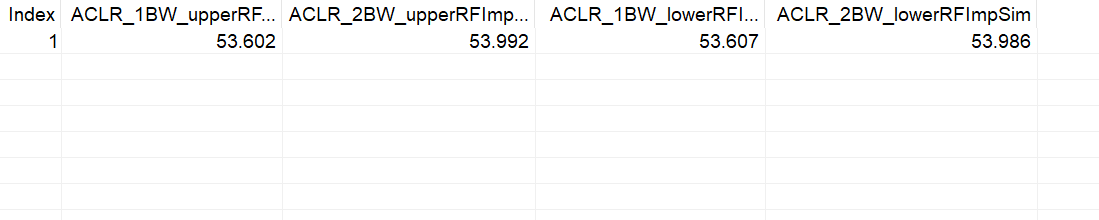 Index ACLR_1BW_upperRF... ACLR_2BW_upperRFImp... ACLR_1BW_lowerRFI... ACLR_2BW_lowerRFImpSim
1 53.602 53.992 53.607 53.986